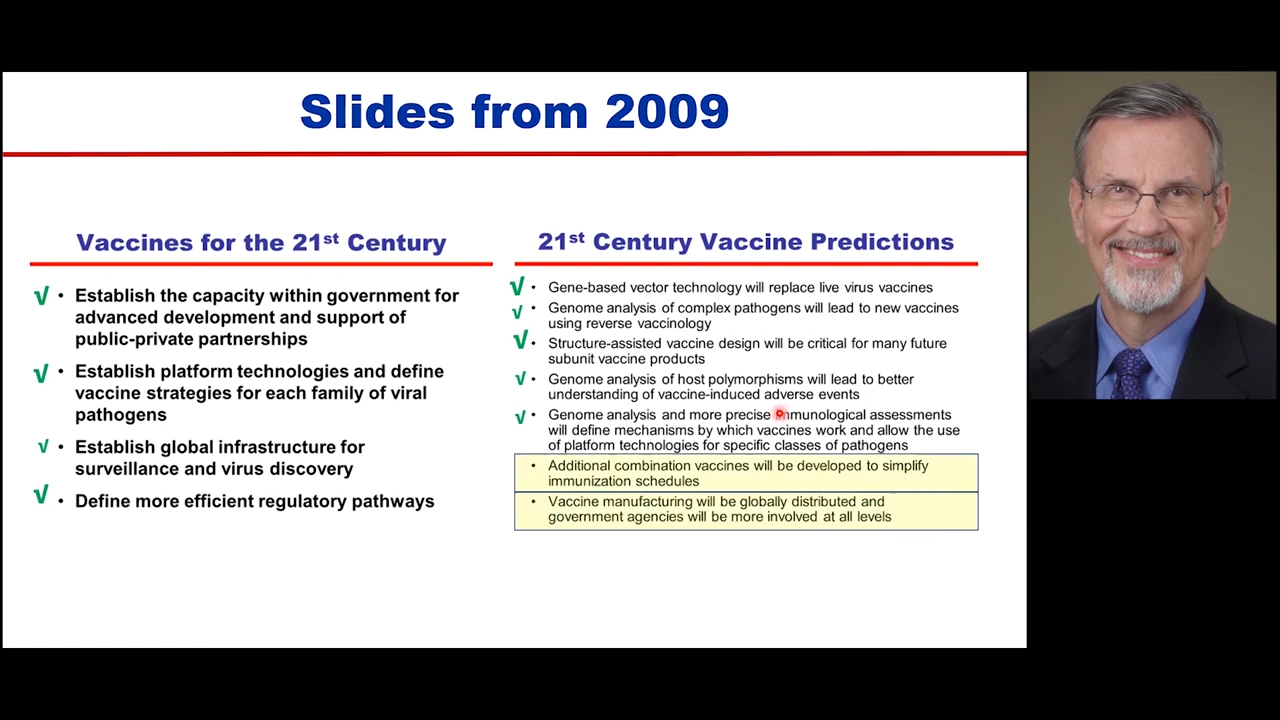 Slides from 2009
Vaccines for the 21st Century
√ • Establish the capacity within government for
advanced development and support of
public-private partnerships
√ • Establish platform technologies and define
vaccine strategies for each family of viral
pathogens
√ • Establish global infrastructure for
surveillance and virus discovery
√ • Define more efficient regulatory pathways
21st Century Vaccine Predictions
√ • Gene-based vector technology will replace live virus vaccines
√ • Genome analysis of complex pathogens will lead to new vaccines
using reverse vaccinology
√ • Structure-assisted vaccine design will be critical for many future
subunit vaccine products
√ • Genome analysis of host polymorphisms will lead to better
understanding of vaccine-induced adverse events
√ • Genome analysis and more precise immunological assessments
will define mechanisms by which vaccines work and allow the use
of platform technologies for specific classes of pathogens
• Additional combination vaccines will be developed to simplify
immunization schedules
• Vaccine manufacturing will be globally distributed and
government agencies will be more involved at all levels